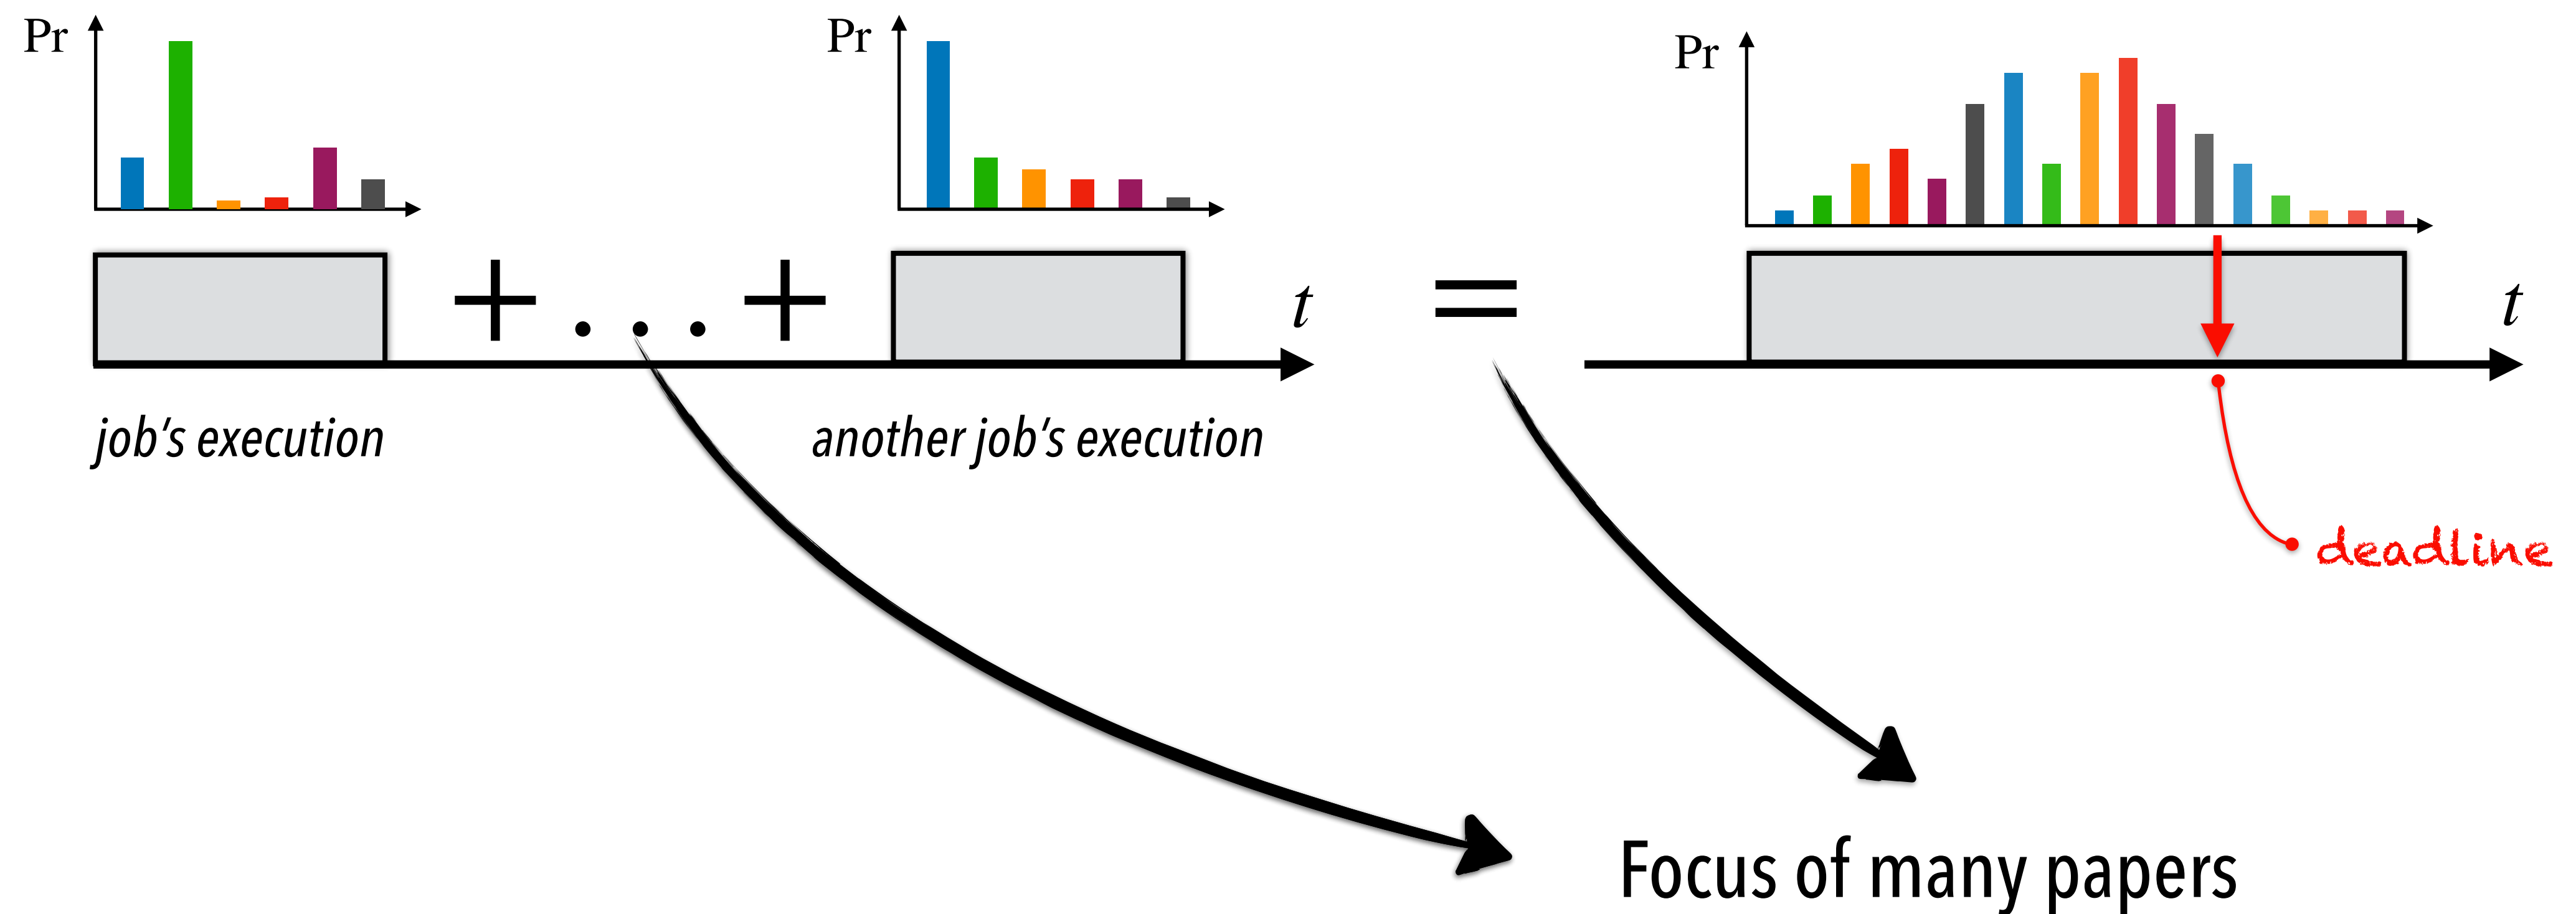 Pr
Pr
Pr
+ . . . +
=
t
t
job's execution
another job's execution
deadline
Focus of many papers